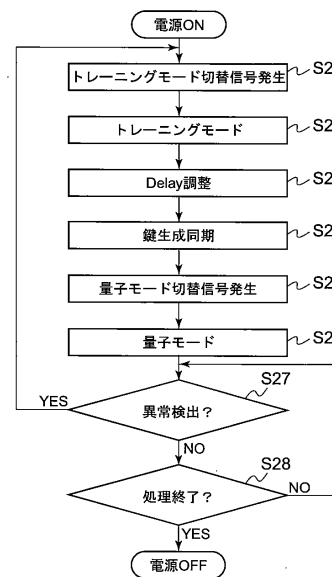 電源ON
トレーニングモード切替信号発生
S2
トレーニングモード
S2
Delay調整
S2
鍵生成同期
S2
量子モード切替信号発生
S2
量子モード
S2
S27
YES
異常検出？
NO
S28
処理終了？
NO
YES
電源OFF